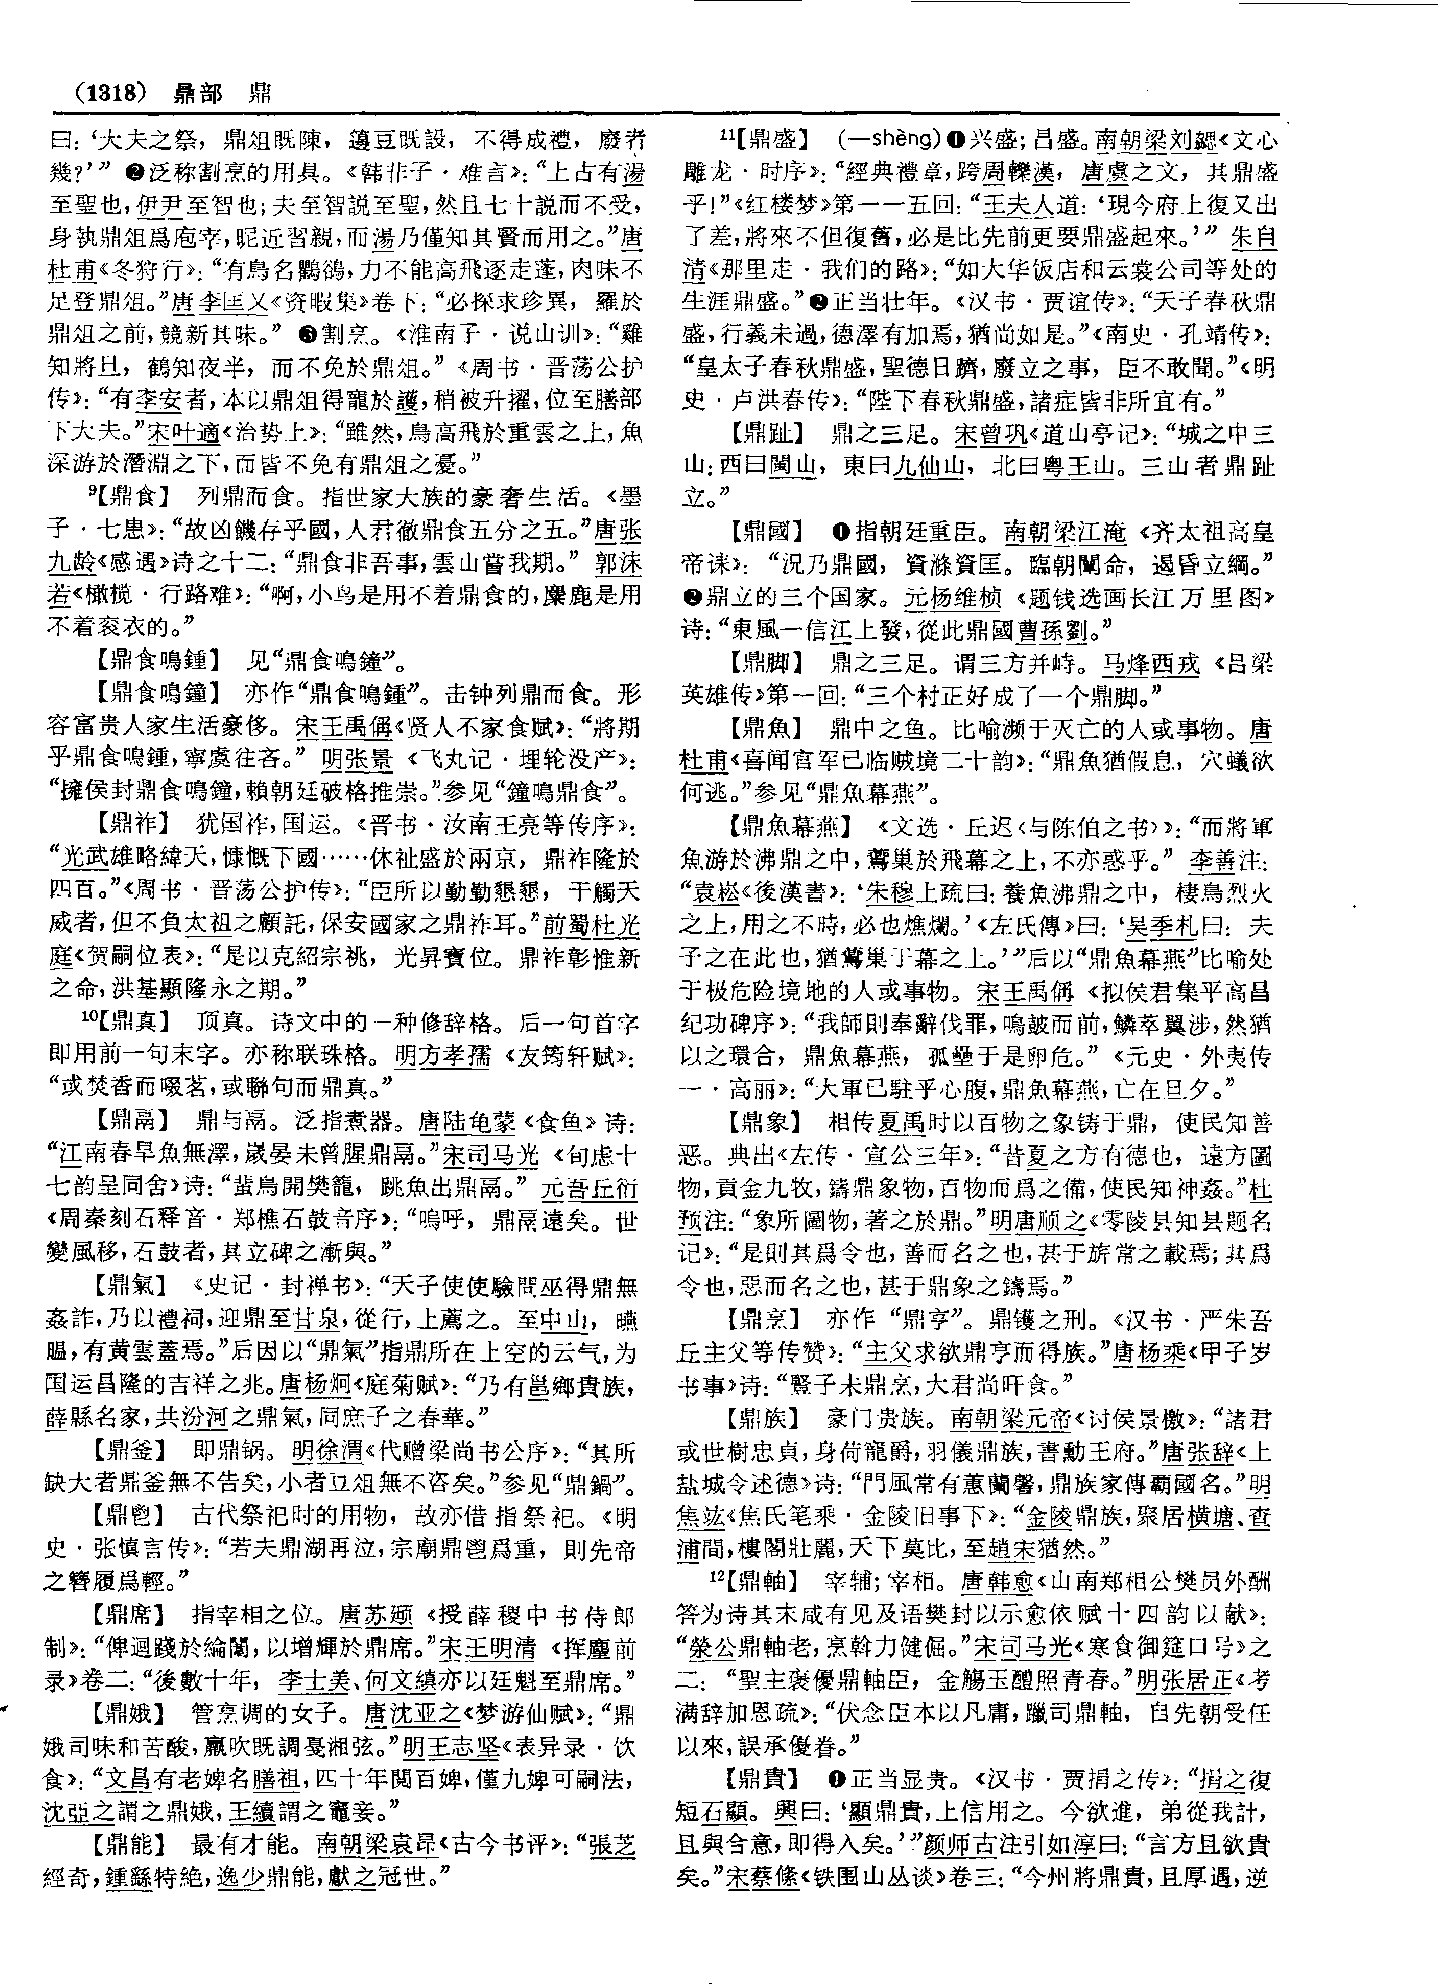 （1318） 鼎部 鼎
曰：‘大夫之祭，鼎俎既陳，籩豆既設，不得成禮，廢者
幾？’” ❷泛称割烹的用具。《韩非子·难言》：“上古有湯
至聖也，伊尹至智也；夫至智説至聖，然且七十説而不受，
身執鼎俎爲庖宰，昵近習親，而湯乃僅知其賢而用之。”唐
杜甫《冬狩行》：“有鳥名鸜鵒，力不能高飛逐走蓬，肉味不
足登鼎俎。”唐李匡乂《资暇集》卷下：“必探求珍異，羅於
鼎俎之前，競新其味。” ❸割烹。《淮南子·说山训》：“雞
知將旦，鶴知夜半，而不免於鼎俎。”《周书·晋荡公护
传》：“有李安者，本以鼎俎得寵於護，稍被升擢，位至膳部
下大夫。”宋叶適《治势上》：“雖然，鳥高飛於重雲之上，魚
深游於潛淵之下，而皆不免有鼎俎之憂。”
9【鼎食】 列鼎而食。指世家大族的豪奢生活。《墨
子·七患》：“故凶饑存乎國，人君徹鼎食五分之五。”唐张
九龄《感遇》诗之十二：“鼎食非吾事，雲山嘗我期。” 郭沫
若《橄榄·行路难》：“啊，小鸟是用不着鼎食的，麋鹿是用
不着衮衣的。”
【鼎食鳴鍾】 见“鼎食鳴鐘”。
【鼎食鳴鐘】 亦作“鼎食鳴鍾”。击钟列鼎而食。形
容富贵人家生活豪侈。宋王禹偁《贤人不家食赋》：“將期
乎鼎食鳴鍾，寧虞往吝。” 明张景《飞丸记·埋轮没产》：
“擁侯封鼎食鳴鐘，賴朝廷破格推崇。”参见“鐘鳴鼎食”。
【鼎祚】 犹国祚，国运。《晋书·汝南王亮等传序》：
“光武雄略緯天，慷慨下國……休祉盛於兩京，鼎祚隆於
四百。”《周书·晋荡公护传》：“臣所以勤勤懇懇，干觸天
威者，但不負太祖之顧託，保安國家之鼎祚耳。”前蜀杜光
庭《贺嗣位表》：“是以克紹宗祧，光昇寶位。鼎祚彰惟新
之命，洪基顯隆永之期。”
10【鼎真】 顶真。诗文中的一种修辞格。后一句首字
即用前一句末字。亦称联珠格。明方孝孺《友筠轩赋》：
“或焚香而啜茗，或聯句而鼎真。”
【鼎鬲】 鼎与鬲。泛指煮器。唐陆龟蒙《食鱼》诗：
“江南春旱魚無澤，嵗晏未曾腥鼎鬲。”宋司马光《旬虑十
七韵呈同舍》诗：“蜚鳥開樊籠，跳魚出鼎鬲。” 元吾丘衍
《周秦刻石释音·郑樵石鼓音序》：“嗚呼，鼎鬲遠矣。世
變風移，石鼓者，其立碑之漸與。”
【鼎氣】 《史记·封禅书》：“天子使使驗問巫得鼎無
姦詐，乃以禮祠，迎鼎至甘泉，從行，上薦之。至中山，曣
㬈，有黄雲蓋焉。”后因以“鼎氣”指鼎所在上空的云气，为
国运昌隆的吉祥之兆。唐杨炯《庭菊赋》：“乃有邕鄉貴族，
薛縣名家，共汾河之鼎氣，同庶子之春華。”
【鼎釜】 即鼎锅。明徐渭《代赠梁尚书公序》：“其所
缺大者鼎釜無不告矣，小者豆俎無不咨矣。”参见“鼎鍋”。
【鼎鬯】 古代祭祀时的用物，故亦借指祭祀。《明
史·张慎言传》：“若夫鼎湖再泣，宗廟鼎鬯爲重，則先帝
之簪履爲輕。”
【鼎席】 指宰相之位。唐苏颋《授薛稷中书侍郎
制》：“俾迴踐於綸闈，以增輝於鼎席。”宋王明清《挥麈前
录》卷二：“後數十年，李士美、何文縝亦以廷魁至鼎席。”
【鼎娥】 管烹调的女子。唐沈亚之《梦游仙赋》：“鼎
娥司味和苦酸，羸吹既調戛湘弦。”明王志坚《表异录·饮
食》：“文昌有老婢名膳祖，四十年閲百婢，僅九婢可嗣法，
沈亞之謂之鼎娥，王績謂之竈妾。”
【鼎能】 最有才能。南朝梁袁昂《古今书评》：“張芝
經奇，鍾繇特絶，逸少鼎能，獻之冠世。”
11【鼎盛】 （—shèng）❶兴盛；昌盛。南朝梁刘勰《文心
雕龙·时序》：“經典禮章，跨周轢漢，唐虞之文，其鼎盛
乎！”《红楼梦》第一一五回：“王夫人道：‘現今府上復又出
了差，將來不但復舊，必是比先前更要鼎盛起來。’” 朱自
清《那里走·我们的路》：“如大华饭店和云裳公司等处的
生涯鼎盛。”❷正当壮年。《汉书·贾谊传》：“天子春秋鼎
盛，行義未過，德澤有加焉，猶尚如是。”《南史·孔靖传》：
“皇太子春秋鼎盛，聖德日躋，廢立之事，臣不敢聞。”《明
史·卢洪春传》：“陛下春秋鼎盛，諸症皆非所宜有。”
【鼎趾】 鼎之三足。宋曾巩《道山亭记》：“城之中三
山：西曰閩山，東曰九仙山，北曰粤王山。三山者鼎趾
立。”
【鼎國】 ❶指朝廷重臣。南朝梁江淹《齐太祖高皇
帝诔》：“況乃鼎國，資滌資匡。臨朝闡命，遏昏立綱。”
❷鼎立的三个国家。元杨维桢《题钱选画长江万里图》
诗：“東風一信江上發，從此鼎國曹孫劉。”
【鼎脚】 鼎之三足。谓三方并峙。马烽西戎《吕梁
英雄传》第一回：“三个村正好成了一个鼎脚。”
【鼎魚】 鼎中之鱼。比喻濒于灭亡的人或事物。唐
杜甫《喜闻官军已临贼境二十韵》：“鼎魚猶假息，穴蟻欲
何逃。”参见“鼎魚幕燕”。
【鼎魚幕燕】 《文选·丘迟〈与陈伯之书〉》：“而將軍
魚游於沸鼎之中，鷰巢於飛幕之上，不亦惑乎。” 李善注：
“袁崧《後漢書》：‘朱穆上疏曰：養魚沸鼎之中，棲鳥烈火
之上，用之不時，必也燋爛。’《左氏傳》曰：‘吴季札曰：夫
子之在此也，猶鷰巢于幕之上。’”后以“鼎魚幕燕”比喻处
于极危险境地的人或事物。宋王禹偁《拟侯君集平高昌
纪功碑序》：“我師則奉辭伐罪，鳴鼓而前，鱗萃翼涉，然猶
以之環合，鼎魚幕燕，孤壘于是卵危。”《元史·外夷传
一·高丽》：“大軍已駐乎心腹，鼎魚幕燕，亡在旦夕。”
【鼎象】 相传夏禹时以百物之象铸于鼎，使民知善
恶。典出《左传·宣公三年》：“昔夏之方有德也，遠方圖
物，貢金九牧，鑄鼎象物，百物而爲之備，使民知神姦。”杜
预注：“象所圖物，著之於鼎。”明唐顺之《零陵县知县题名
记》：“是則其爲令也，善而名之也，甚于旂常之載焉；其爲
令也，惡而名之也，甚于鼎象之鑄焉。”
【鼎烹】 亦作“鼎亨”。鼎镬之刑。《汉书·严朱吾
丘主父等传赞》：“主父求欲鼎亨而得族。”唐杨乘《甲子岁
书事》诗：“竪子未鼎烹，大君尚旰食。”
【鼎族】 豪门贵族。南朝梁元帝《讨侯景檄》：“諸君
或世樹忠貞，身荷龍爵，羽儀鼎族，書勳王府。”唐张辞《上
盐城令述德》诗：“門風常有蕙蘭馨，鼎族家傳霸國名。”明
焦竑《焦氏笔乘·金陵旧事下》：“金陵鼎族，聚居横塘、查
浦間，樓閣壯麗，天下莫比，至趙宋猶然。”
12【鼎軸】 宰辅；宰相。唐韩愈《山南郑相公樊员外酬
答为诗其末咸有见及语樊封以示愈依赋十四韵以献》：
“滎公鼎軸老，烹斡力健倔。”宋司马光《寒食御筵口号》之
二：“聖主褒優鼎軸臣，金觴玉醴照青春。”明张居正《考
满辞加恩疏》：“伏念臣本以凡庸，躐司鼎軸，自先朝受任
以來，誤承優眷。”
【鼎貴】 ❶正当显贵。《汉书·贾捐之传》：“捐之復
短石顯。興曰：‘顯鼎貴，上信用之。今欲進，弟從我計，
且與合意，即得入矣。’”颜师古注引如淳曰：“言方且欲貴
矣。”宋蔡絛《铁围山丛谈》卷三：“今州將鼎貴，且厚遇，逆